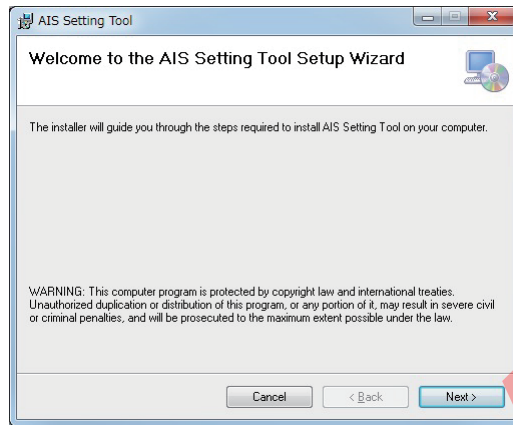 AIS Setting Tool
Welcome to the AIS Setting Tool Setup Wizard
The installer will guide you through the steps required to install AIS Setting Tool on your computer.
WARNING: This computer program is protected by copyright law and international treaties.
Unauthorized duplication or distribution of this program, or any portion of it, may result in severe civil
or criminal penalties, and will be prosecuted to the maximum extent possible under the law.
Cancel < Back Next >